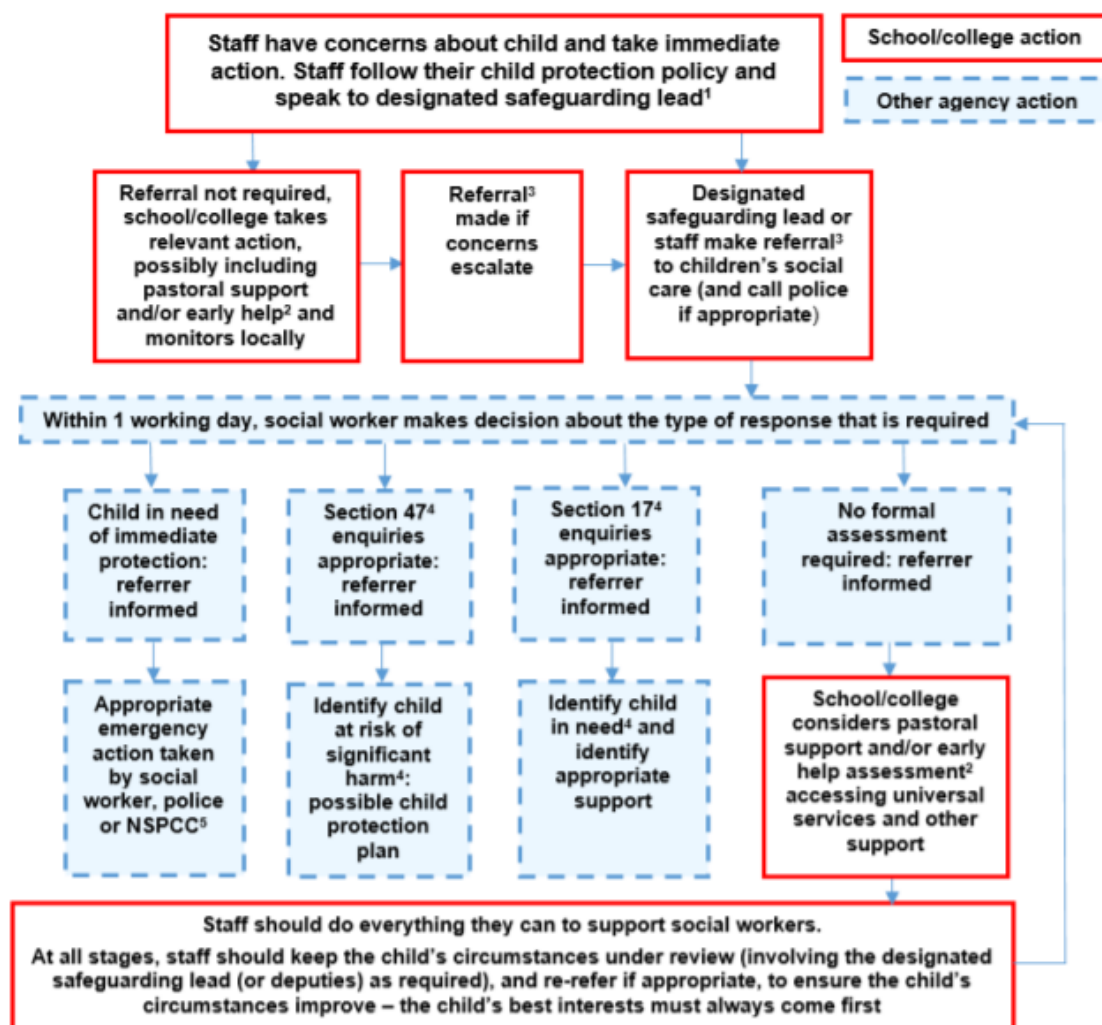 Staff have concerns about child and take immediate
action. Staff follow their child protection policy and
speak to designated safeguarding lead¹
School/college action
Other agency action
Referral not required,
school/college takes
relevant action,
possibly including
pastoral support
and/or early help² and
monitors locally
Referral³
made if
concerns
escalate
Designated
safeguarding lead or
staff make referral³
to children's social
care (and call police
if appropriate)
Within 1 working day, social worker makes decision about the type of response that is required
Child in need
of immediate
protection:
referrer
informed
Section 47⁴
enquiries
appropriate:
referrer
informed
Section 17⁴
enquiries
appropriate:
referrer
informed
No formal
assessment
required: referrer
informed
Appropriate
emergency
action taken
by social
worker, police
or NSPCC⁵
Identify child
at risk of
significant
harm⁴:
possible child
protection
plan
Identify child
in need⁴ and
identify
appropriate
support
School/college
considers pastoral
support and/or early
help assessment²
accessing universal
services and other
support
Staff should do everything they can to support social workers.
At all stages, staff should keep the child's circumstances under review (involving the designated
safeguarding lead (or deputies) as required), and re-refer if appropriate, to ensure the child's
circumstances improve – the child's best interests must always come first